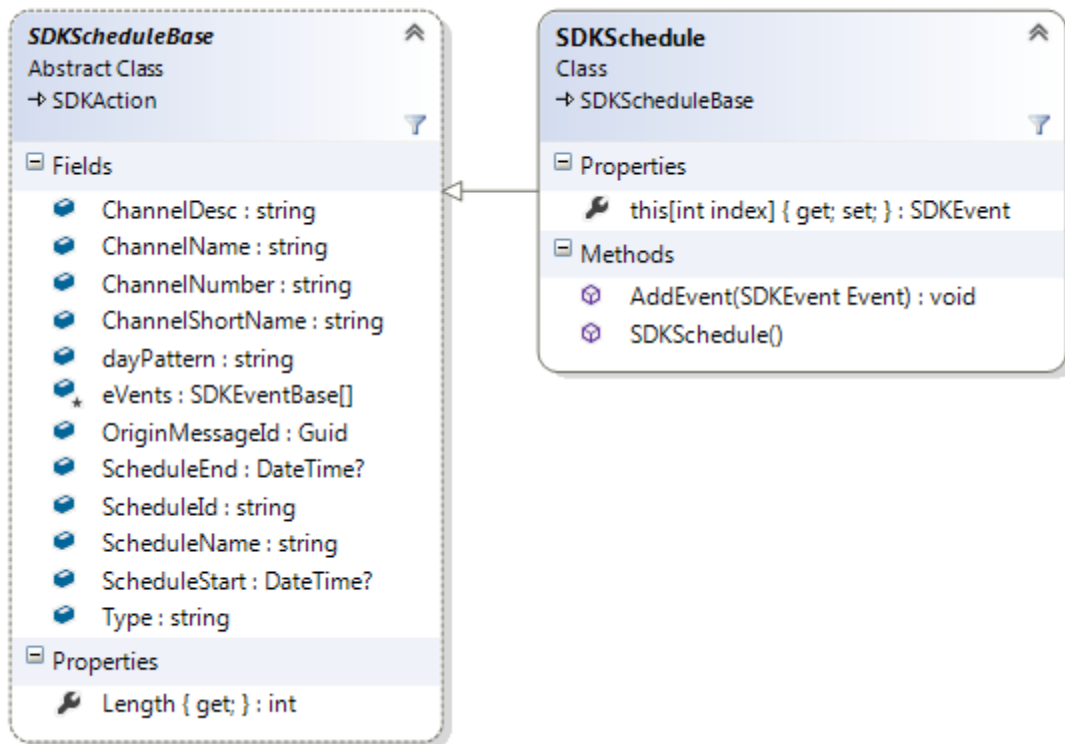 SDKScheduleBase
Abstract Class
SDKAction
Fields
ChannelDesc : string
ChannelName : string
ChannelNumber : string
ChannelShortName : string
dayPattern : string
eVents : SDKEventBase[]
OriginMessageId : Guid
ScheduleEnd : DateTime?
ScheduleId : string
ScheduleName : string
ScheduleStart : DateTime?
Type : string
Properties
Length { get; } : int
SDKSchedule
Class
SDKScheduleBase
Properties
this[int index] { get; set; } : SDKEvent
Methods
AddEvent(SDKEvent Event) : void
SDKSchedule()